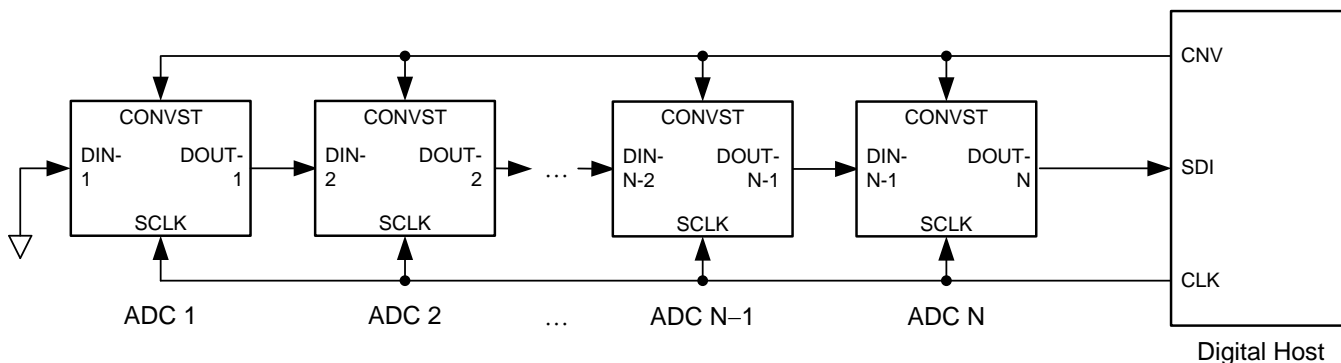 CNV
CONVST
DIN-
1
DOUT-
1
SCLK
CONVST
DIN-
2
DOUT-
2
SCLK
...
CONVST
DIN-
N-2
DOUT-
N-1
SCLK
CONVST
DIN-
N-1
DOUT-
N
SCLK
SDI
CLK
ADC 1
ADC 2
...
ADC N–1
ADC N
Digital Host